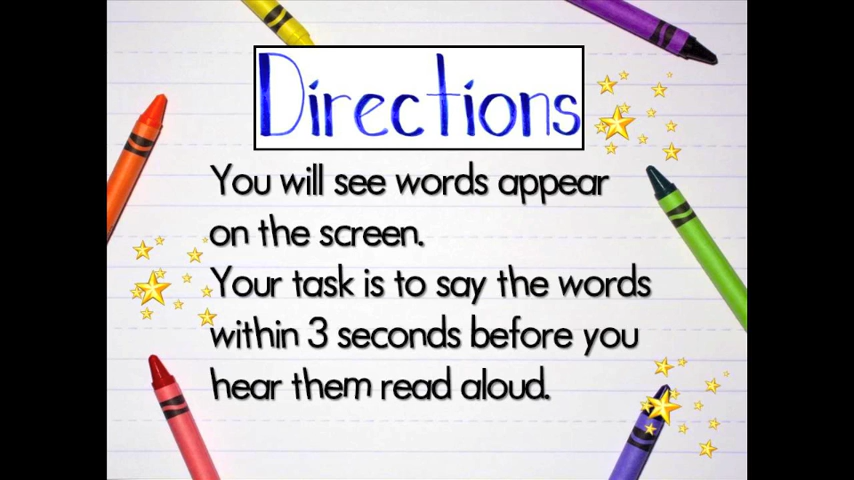 Directions
You will see words appear
on the screen.
Your task is to say the words
within 3 seconds before you
hear them read aloud.